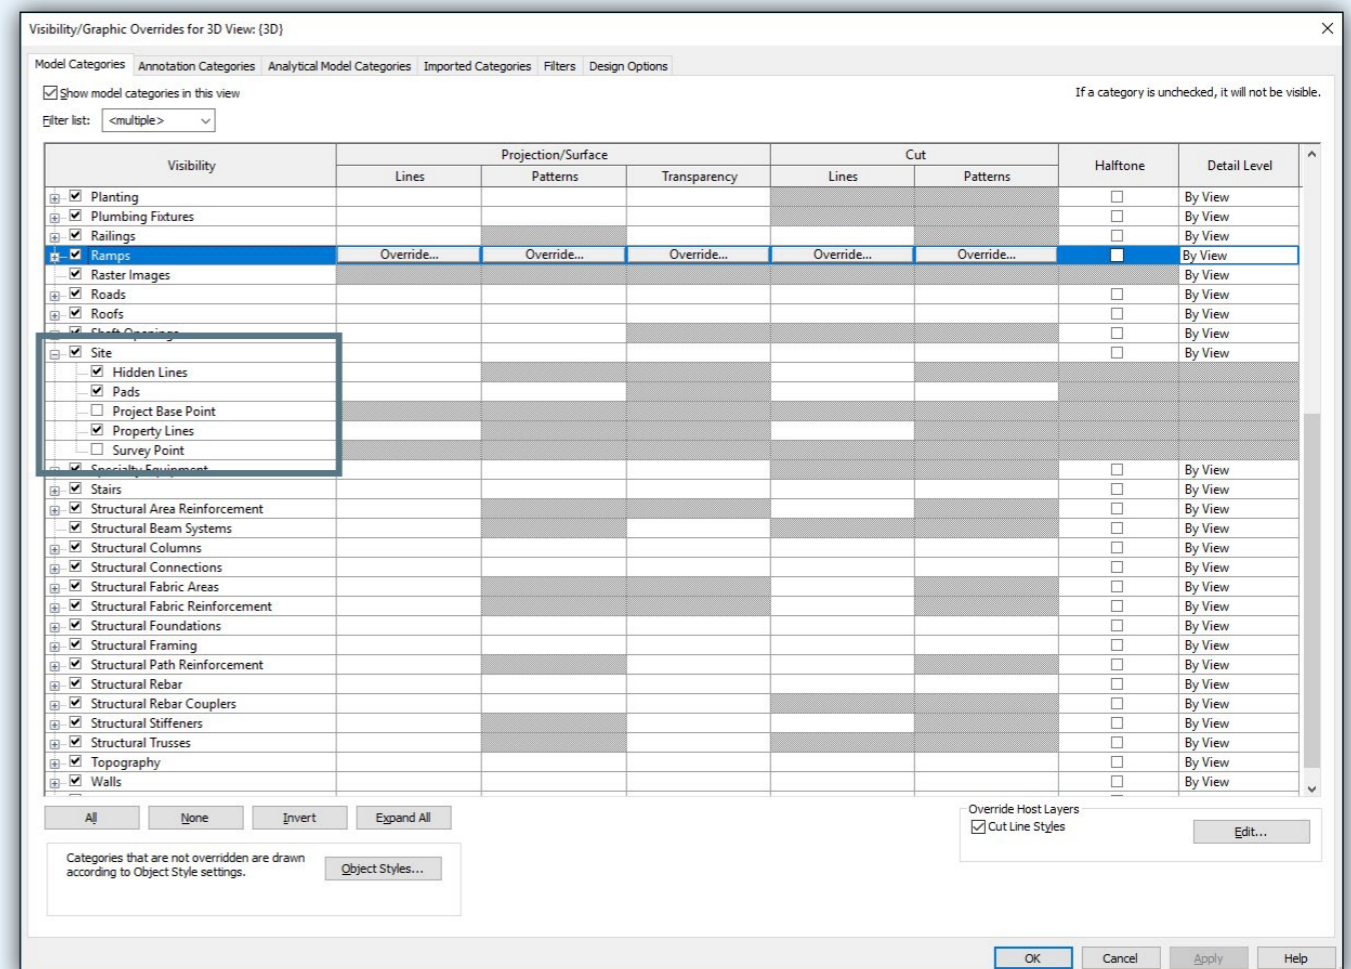 Visibility/Graphic Overrides for 3D View: {3D}
Model Categories Annotation Categories Analytical Model Categories Imported Categories Filters Design Options
Show model categories in this view
If a category is unchecked, it will not be visible.
Filter list: <multiple>
Visibility Projection/Surface Cut Halftone Detail Level
Lines Patterns Transparency Lines Patterns
Planting By View
Plumbing Fixtures By View
Railings By View
Ramps Override... Override... Override... Override... Override... By View
Raster Images By View
Roads By View
Roofs By View
Shaft Openings By View
Site By View
Hidden Lines
Pads
Project Base Point
Property Lines
Survey Point
Specialty Equipment By View
Stairs By View
Structural Area Reinforcement By View
Structural Beam Systems By View
Structural Columns By View
Structural Connections By View
Structural Fabric Areas By View
Structural Fabric Reinforcement By View
Structural Foundations By View
Structural Framing By View
Structural Path Reinforcement By View
Structural Rebar By View
Structural Rebar Couplers By View
Structural Stiffeners By View
Structural Trusses By View
Topography By View
Walls By View
All None Invert Expand All
Override Host Layers
Cut Line Styles
Edit...
Categories that are not overridden are drawn
according to Object Style settings.
Object Styles...
OK Cancel Apply Help